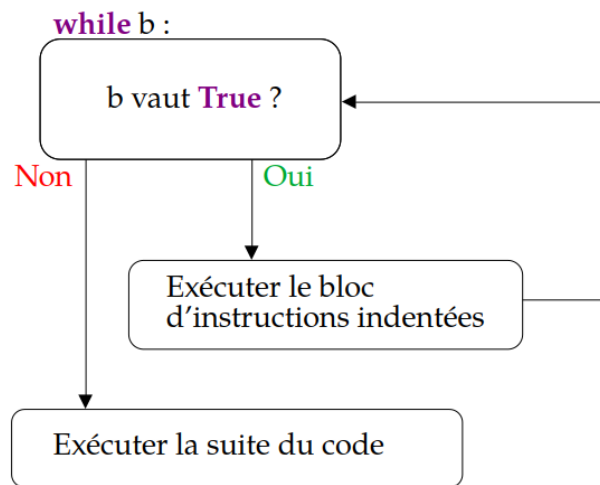 while b :
b vaut True ?
Non
Oui
Exécuter le bloc
d’instructions indentées
Exécuter la suite du code